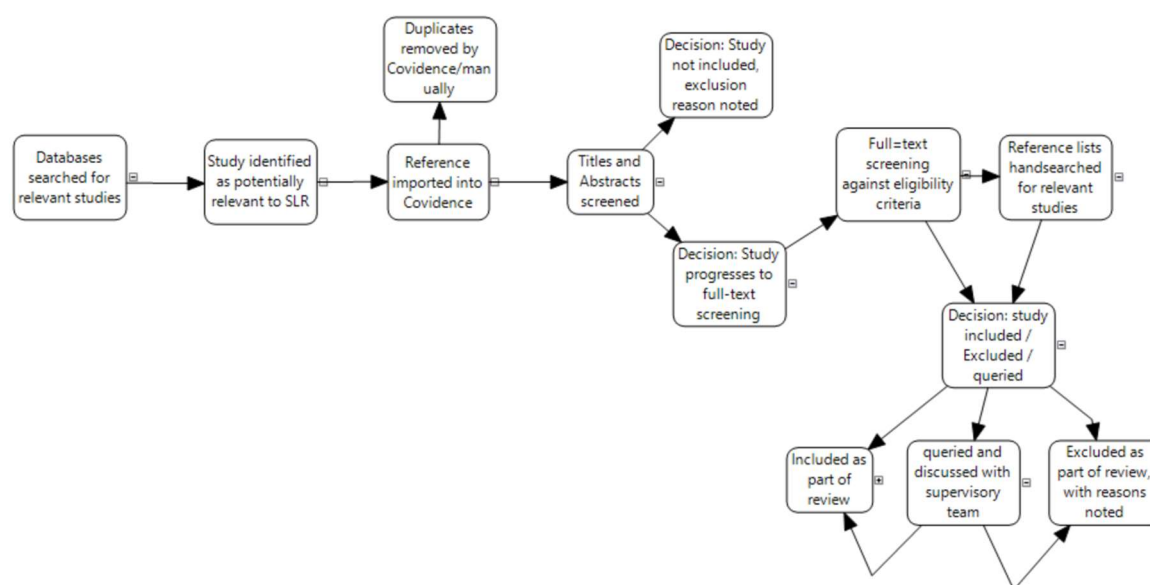 Databases
searched for
relevant studies
Study identified
as potentially
relevant to SLR
Duplicates
removed by
Covidence/man
ually
Reference
imported into
Covidence
Titles and
Abstracts
screened
Decision: Study
not included,
exclusion
reason noted
Decision: Study
progresses to
full-text
screening
Full=text
screening
against eligibility
criteria
Reference lists
handsearched
for relevant
studies
Decision: study
included /
Excluded /
queried
Included as
part of
review
queried and
discussed with
supervisory
team
Excluded as
part of review,
with reasons
noted